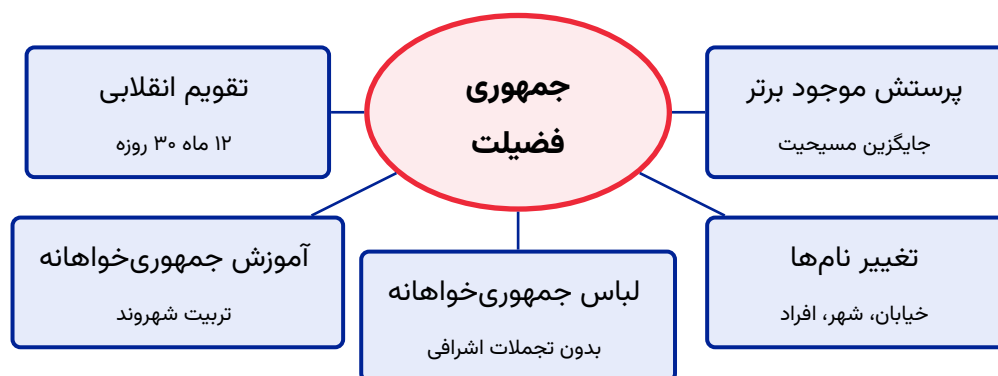 جمهوری
فضیلت
پرستش موجود برتر
جایگزین مسیحیت
تقویم انقلابی
۱۲ ماه ۳۰ روزه
تغییر نام‌ها
خیابان، شهر، افراد
لباس جمهوری‌خواهانه
بدون تجملات اشرافی
آموزش جمهوری‌خواهانه
تربیت شهروند